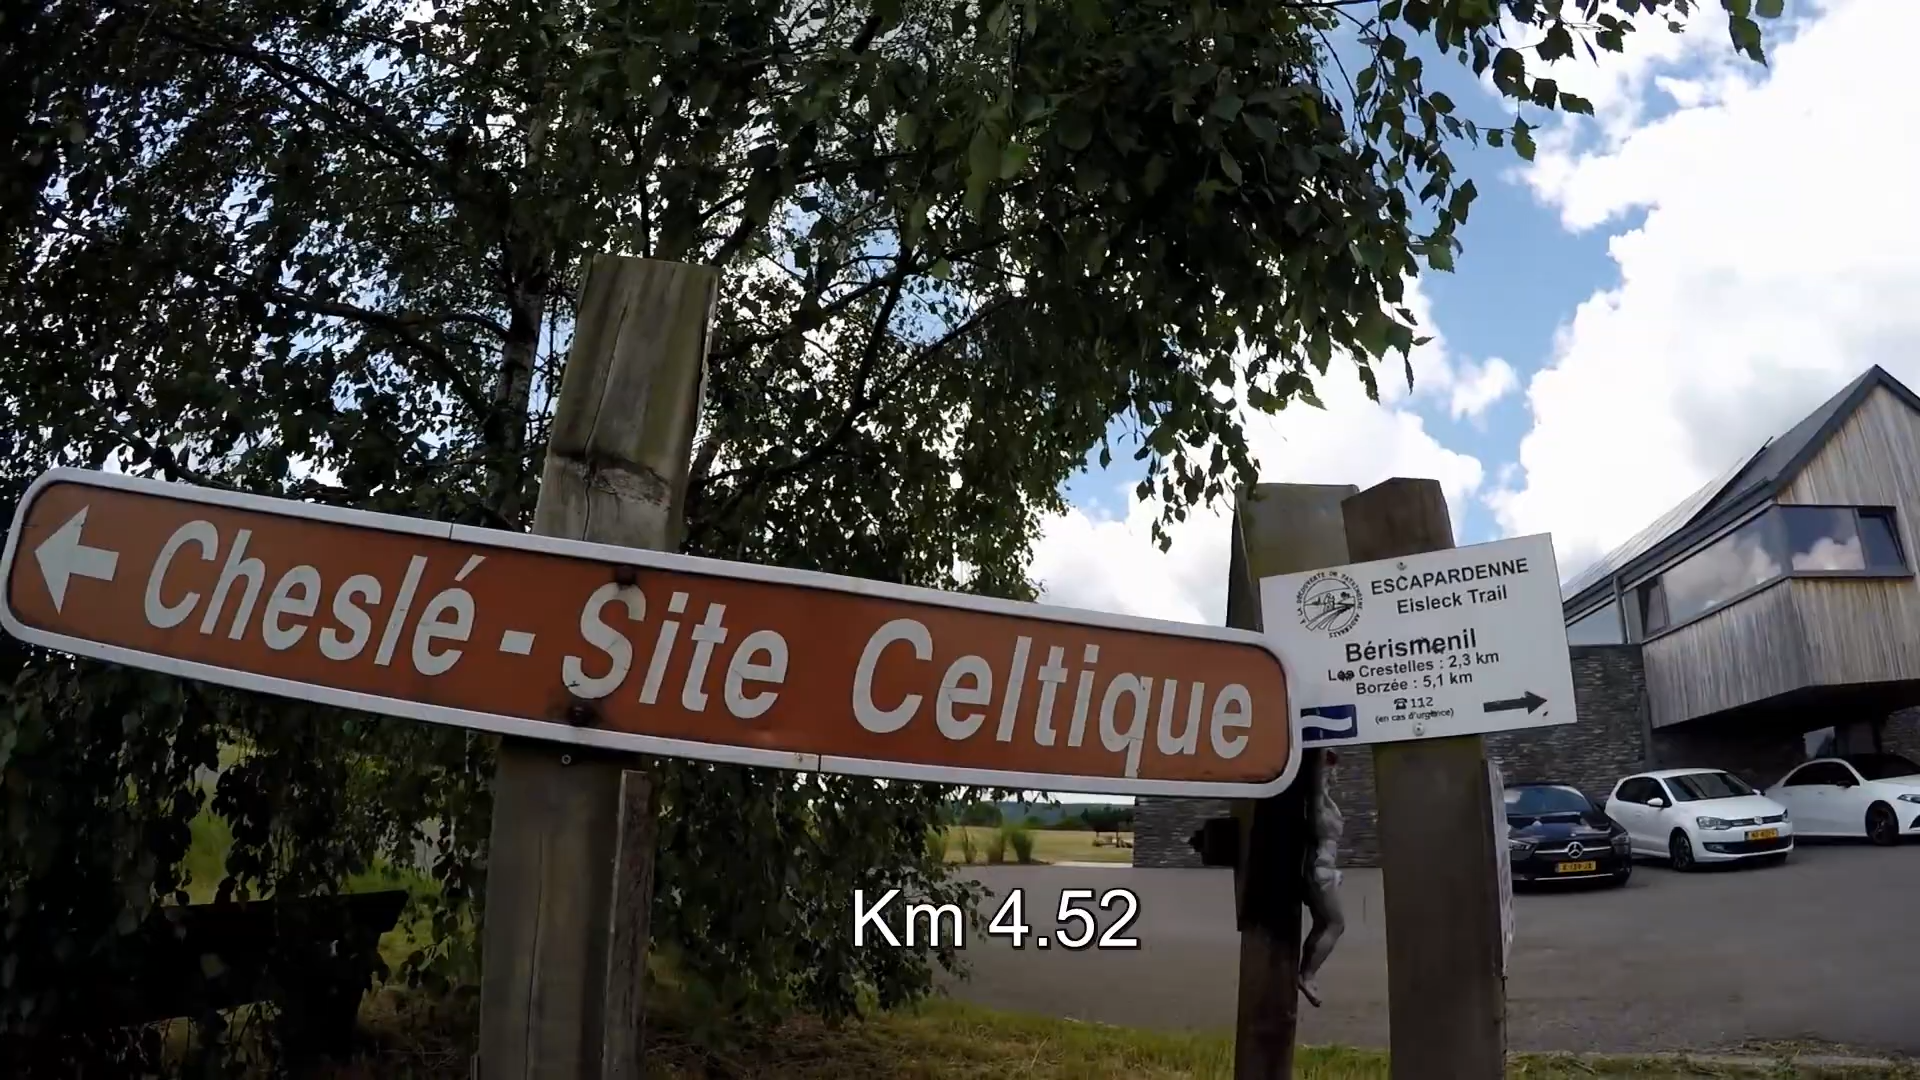 Cheslé - Site Celtique
ESCAPARDENNE
Eisleck Trail
Bérismenil
Les Crestelles : 2,3 km
Borzée : 5,1 km
☎ 112
(en cas d'urgence)
Km 4.52